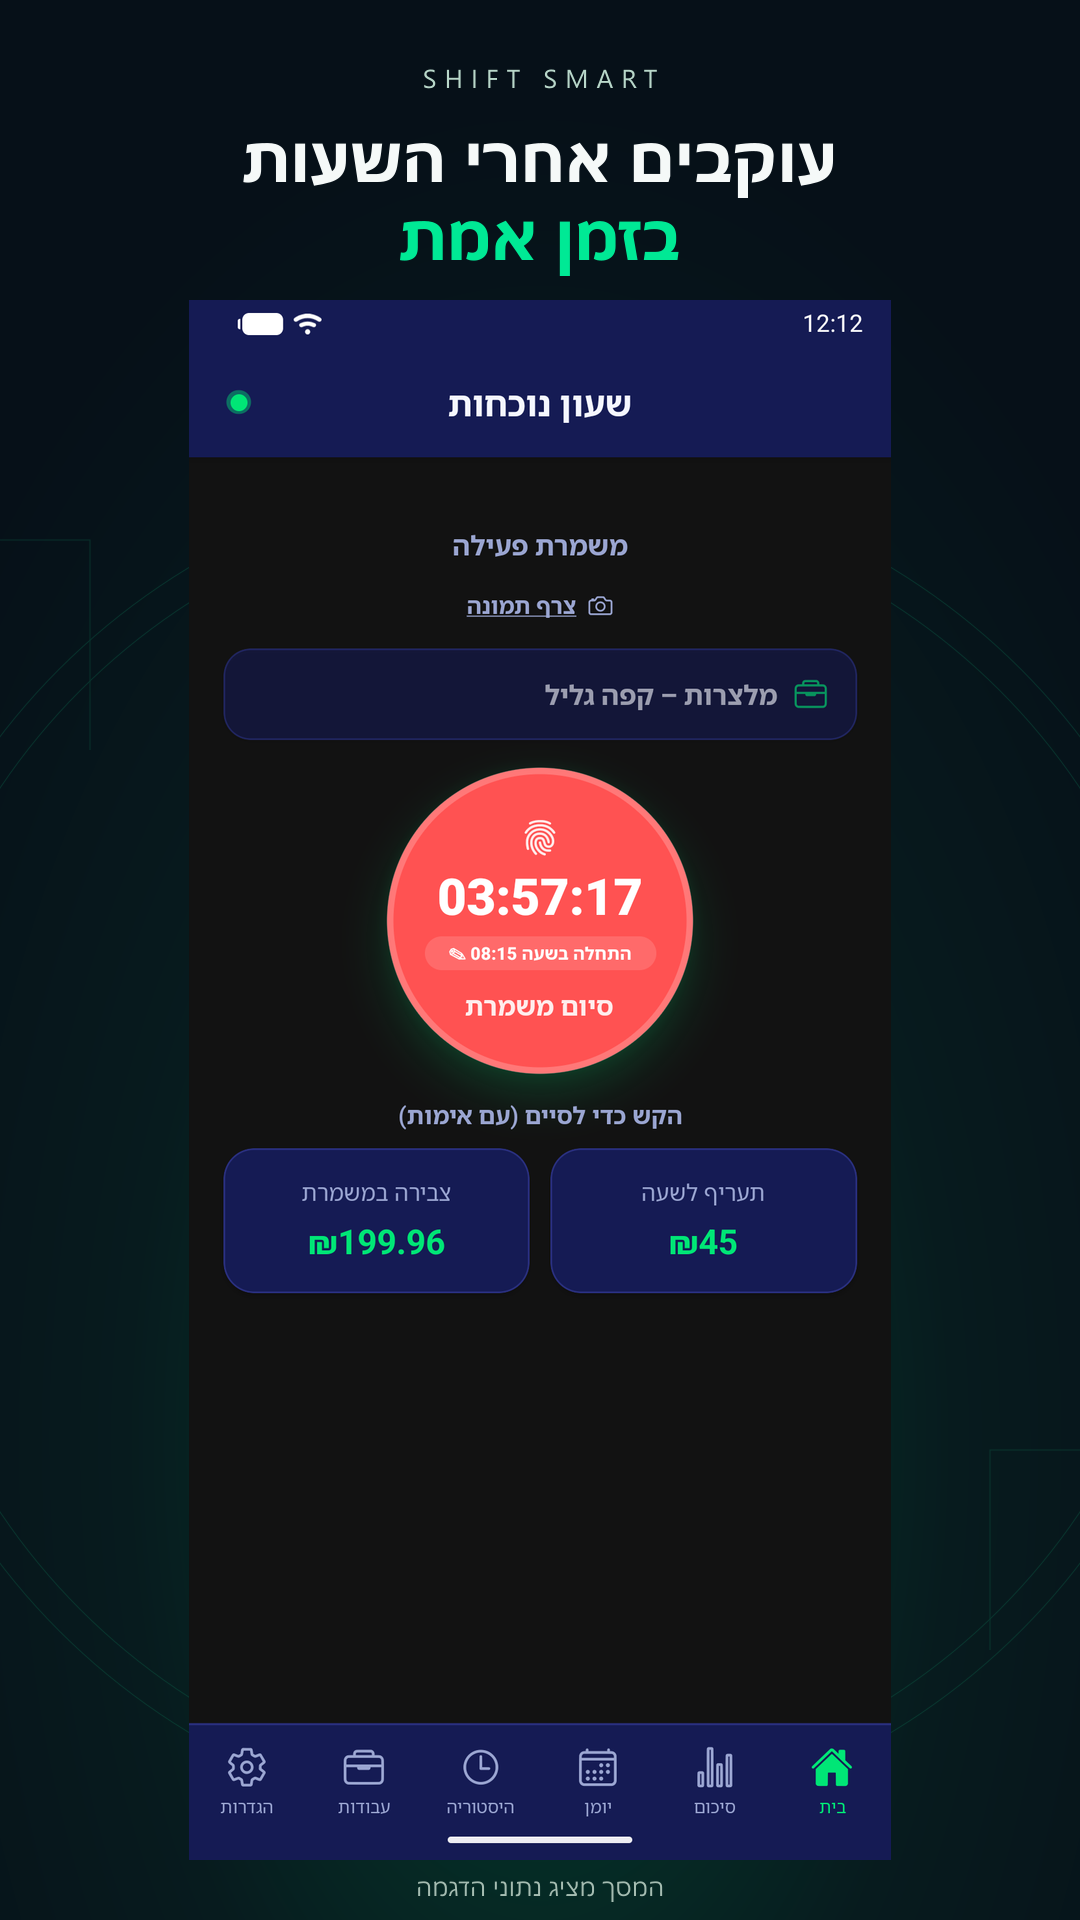 SHIFT SMART
עוקבים אחרי השעות
בזמן אמת
12:12
שעון נוכחות
משמרת פעילה
צרף תמונה
מלצרות – קפה גליל
03:57:17
התחלה בשעה 08:15 ✎
סיום משמרת
הקש כדי לסיים (עם אימות)
תעריף לשעה
₪45
צבירה במשמרת
₪199.96
בית
סיכום
יומן
היסטוריה
עבודות
הגדרות
המסך מציג נתוני הדגמה